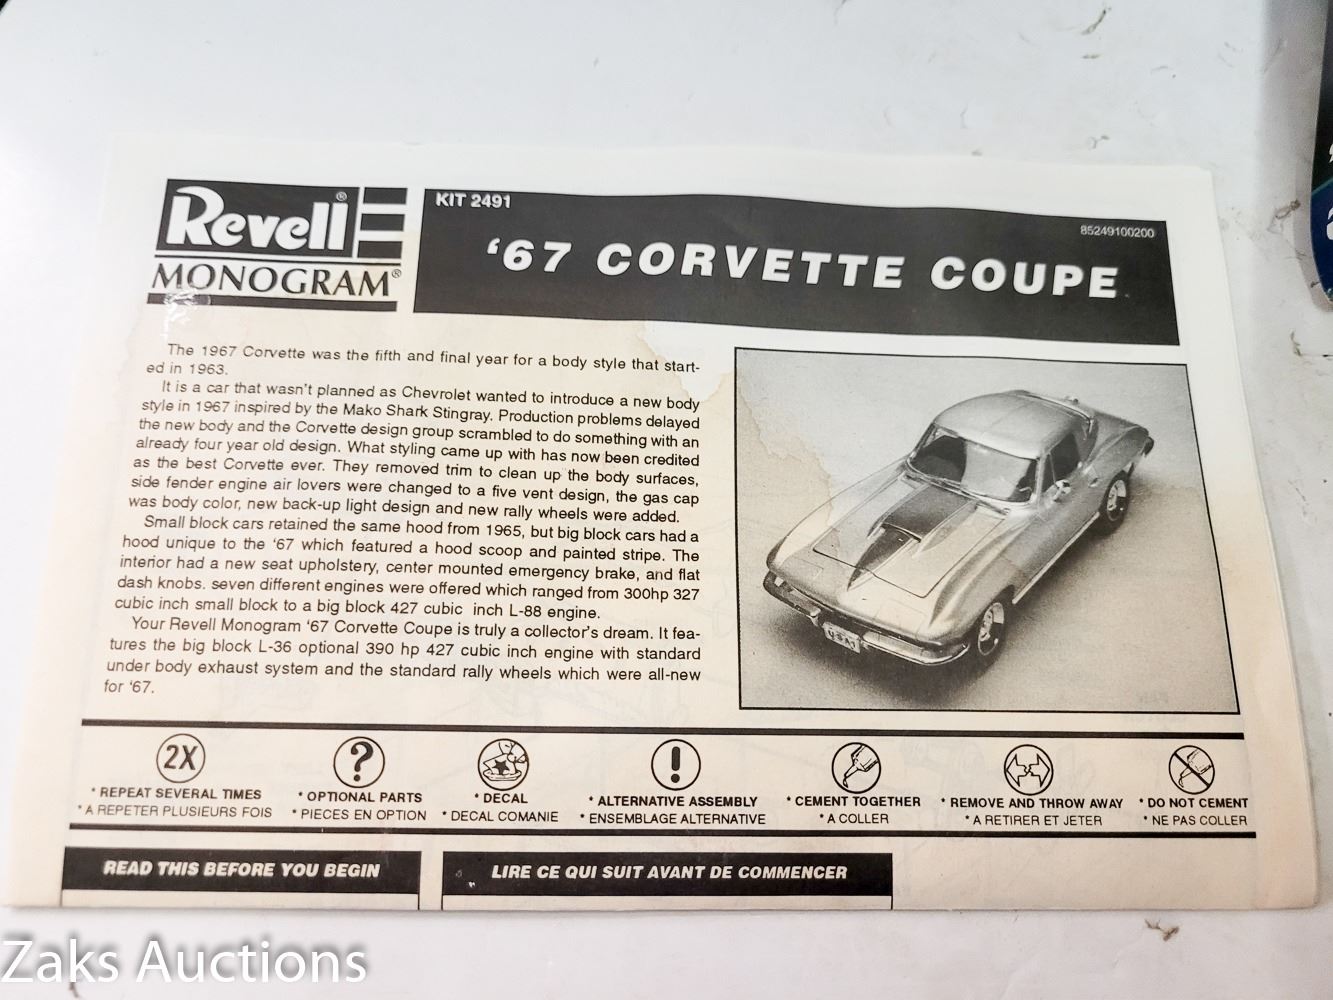 Revell®
MONOGRAM®
KIT 2491
85249100200
‘67 CORVETTE COUPE
The 1967 Corvette was the fifth and final year for a body style that start-
ed in 1963.
It is a car that wasn't planned as Chevrolet wanted to introduce a new body
style in 1967 inspired by the Mako Shark Stingray. Production problems delayed
the new body and the Corvette design group scrambled to do something with an
already four year old design. What styling came up with has now been credited
as the best Corvette ever. They removed trim to clean up the body surfaces,
side fender engine air lovers were changed to a five vent design, the gas cap
was body color, new back-up light design and new rally wheels were added.
Small block cars retained the same hood from 1965, but big block cars had a
hood unique to the ‘67 which featured a hood scoop and painted stripe. The
interior had a new seat upholstery, center mounted emergency brake, and flat
dash knobs. seven different engines were offered which ranged from 300hp 327
cubic inch small block to a big block 427 cubic inch L-88 engine.
Your Revell Monogram ‘67 Corvette Coupe is truly a collector's dream. It fea-
tures the big block L-36 optional 390 hp 427 cubic inch engine with standard
under body exhaust system and the standard rally wheels which were all-new
for ‘67.
2X
* REPEAT SEVERAL TIMES
* A REPETER PLUSIEURS FOIS
?
* OPTIONAL PARTS
* PIECES EN OPTION
* DECAL
* DECAL COMANIE
!
* ALTERNATIVE ASSEMBLY
* ENSEMBLAGE ALTERNATIVE
* CEMENT TOGETHER
* A COLLER
* REMOVE AND THROW AWAY
* A RETIRER ET JETER
* DO NOT CEMENT
* NE PAS COLLER
READ THIS BEFORE YOU BEGIN
LIRE CE QUI SUIT AVANT DE COMMENCER
Zaks Auctions